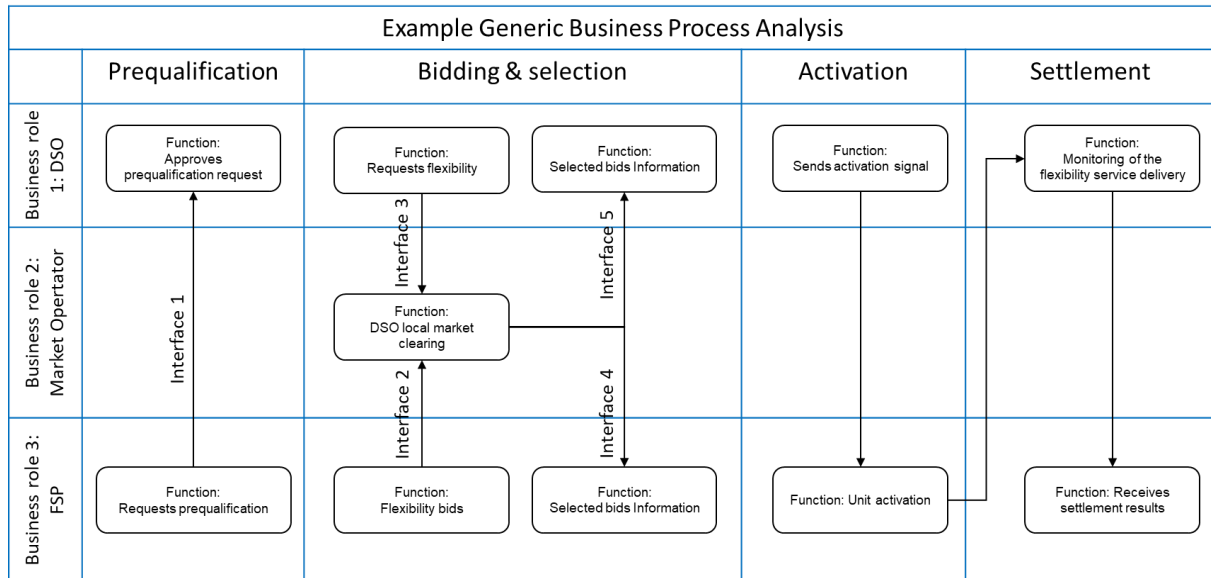 Example Generic Business Process Analysis
Prequalification
Bidding & selection
Activation
Settlement
Business role
1: DSO
Function:
Approves
prequalification request
Function:
Requests flexibility
Function:
Selected bids Information
Function:
Sends activation signal
Function:
Monitoring of the
flexibility service delivery
Business role 2:
Market Opertator
Interface 1
Interface 3
Interface 5
Function:
DSO local market
clearing
Interface 2
Interface 4
Business role 3:
FSP
Function:
Requests prequalification
Function:
Flexibility bids
Function:
Selected bids Information
Function: Unit activation
Function: Receives
settlement results